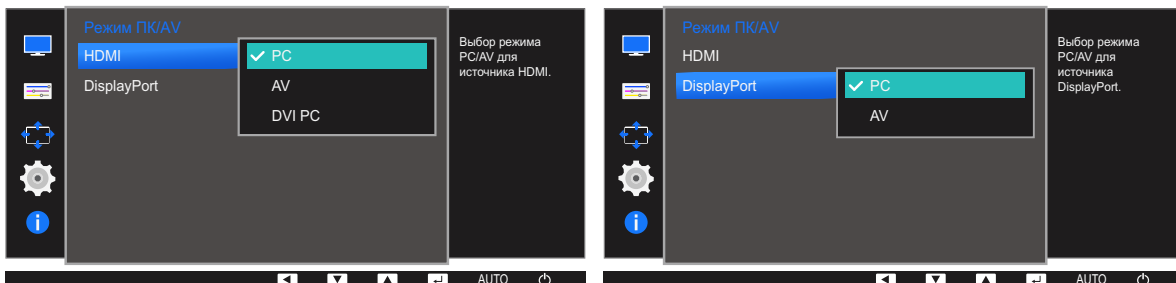 Режим ПК/AV
HDMI
PC
DisplayPort
AV
DVI PC
Выбор режима
PC/AV для
источника HDMI.
AUTO
Режим ПК/AV
HDMI
DisplayPort
PC
AV
Выбор режима
PC/AV для
источника
DisplayPort.
AUTO